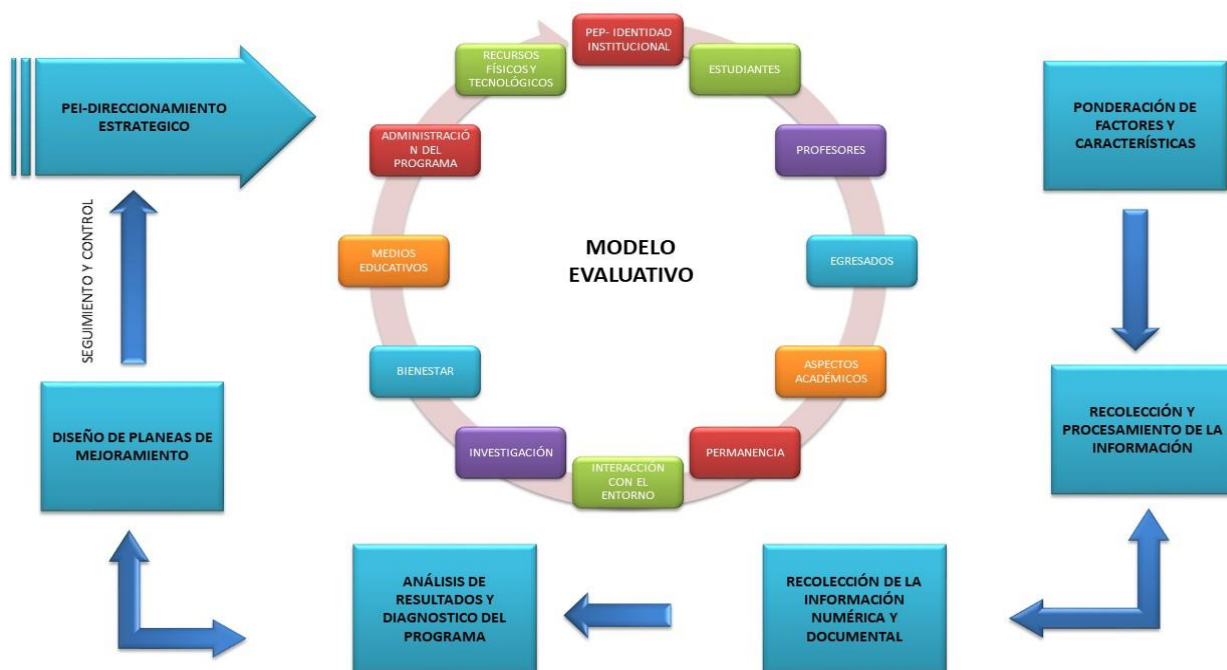 PEP- IDENTIDAD
INSTITUCIONAL
ESTUDIANTES
PROFESORES
EGRESADOS
ASPECTOS
ACADÉMICOS
PERMANENCIA
INTERACCIÓN
CON EL
ENTORNO
INVESTIGACIÓN
BIENESTAR
MEDIOS
EDUCATIVOS
ADMINISTRACIÓ
N DEL
PROGRAMA
RECURSOS
FÍSICOS Y
TECNOLÓGICOS
MODELO
EVALUATIVO
PEI-DIRECCIONAMIENTO
ESTRATEGICO
PONDERACIÓN DE
FACTORES Y
CARACTERÍSTICAS
RECOLECCIÓN Y
PROCESAMIENTO DE LA
INFORMACIÓN
RECOLECCIÓN DE LA
INFORMACIÓN
NUMÉRICA Y
DOCUMENTAL
ANÁLISIS DE
RESULTADOS Y
DIAGNOSTICO DEL
PROGRAMA
DISEÑO DE PLANEAS DE
MEJORAMIENTO
SEGUIMIENTO Y CONTROL